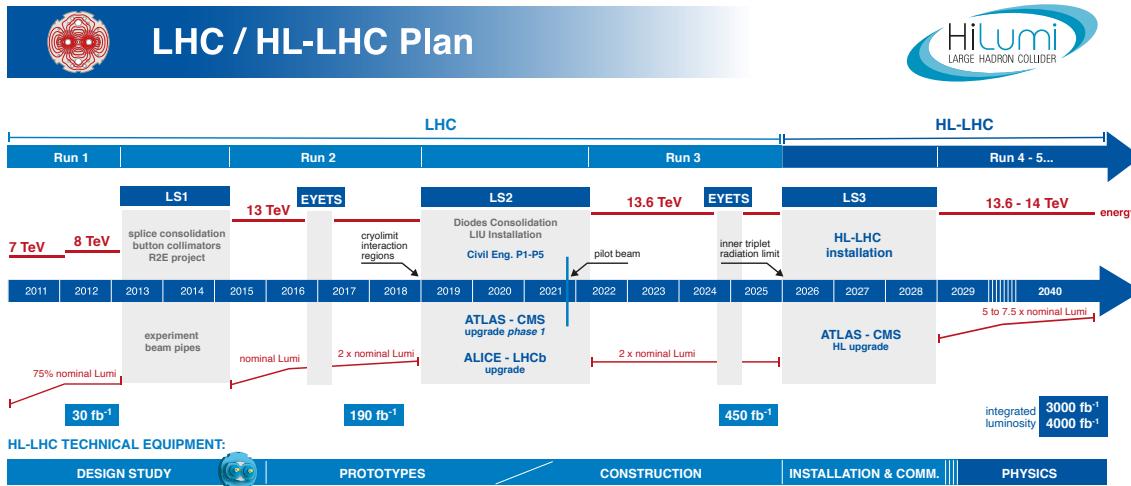 LHC / HL-LHC Plan
HiLumi
LARGE HADRON COLLIDER
LHC
HL-LHC
Run 1
Run 2
Run 3
Run 4 - 5...
LS1
EYETS
LS2
EYETS
LS3
7 TeV
8 TeV
13 TeV
13.6 TeV
13.6 - 14 TeV
energy
splice consolidation
button collimators
R2E project
cryolimit
interaction
regions
Diodes Consolidation
LIU Installation
Civil Eng. P1-P5
pilot beam
inner triplet
radiation limit
HL-LHC
installation
2011 2012 2013 2014 2015 2016 2017 2018 2019 2020 2021 2022 2023 2024 2025 2026 2027 2028 2029 2040
experiment
beam pipes
ATLAS - CMS
upgrade phase 1
ALICE - LHCb
upgrade
ATLAS - CMS
HL upgrade
75% nominal Lumi
nominal Lumi
2 x nominal Lumi
2 x nominal Lumi
5 to 7.5 x nominal Lumi
30 fb-1
190 fb-1
450 fb-1
integrated
luminosity
3000 fb-1
4000 fb-1
HL-LHC TECHNICAL EQUIPMENT:
DESIGN STUDY
PROTOTYPES
CONSTRUCTION
INSTALLATION & COMM.
PHYSICS